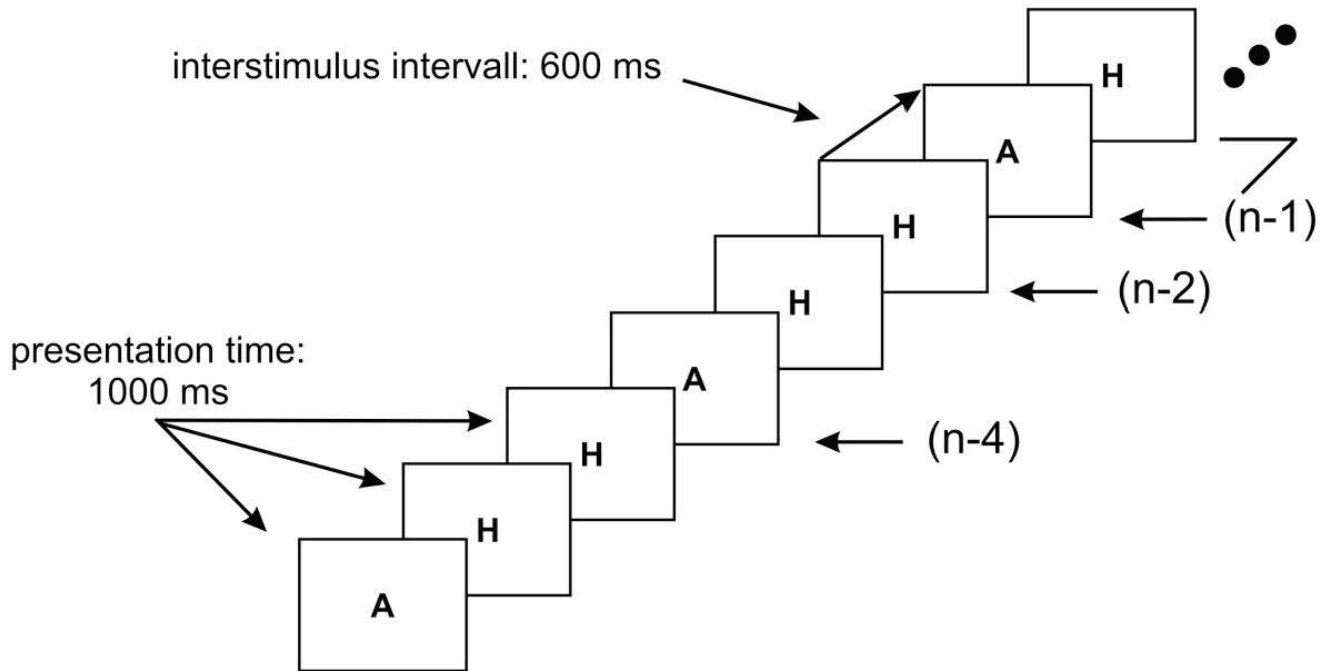 interstimulus intervall: 600 ms
H
A
(n-1)
H
(n-2)
H
presentation time:
1000 ms
A
(n-4)
H
H
A